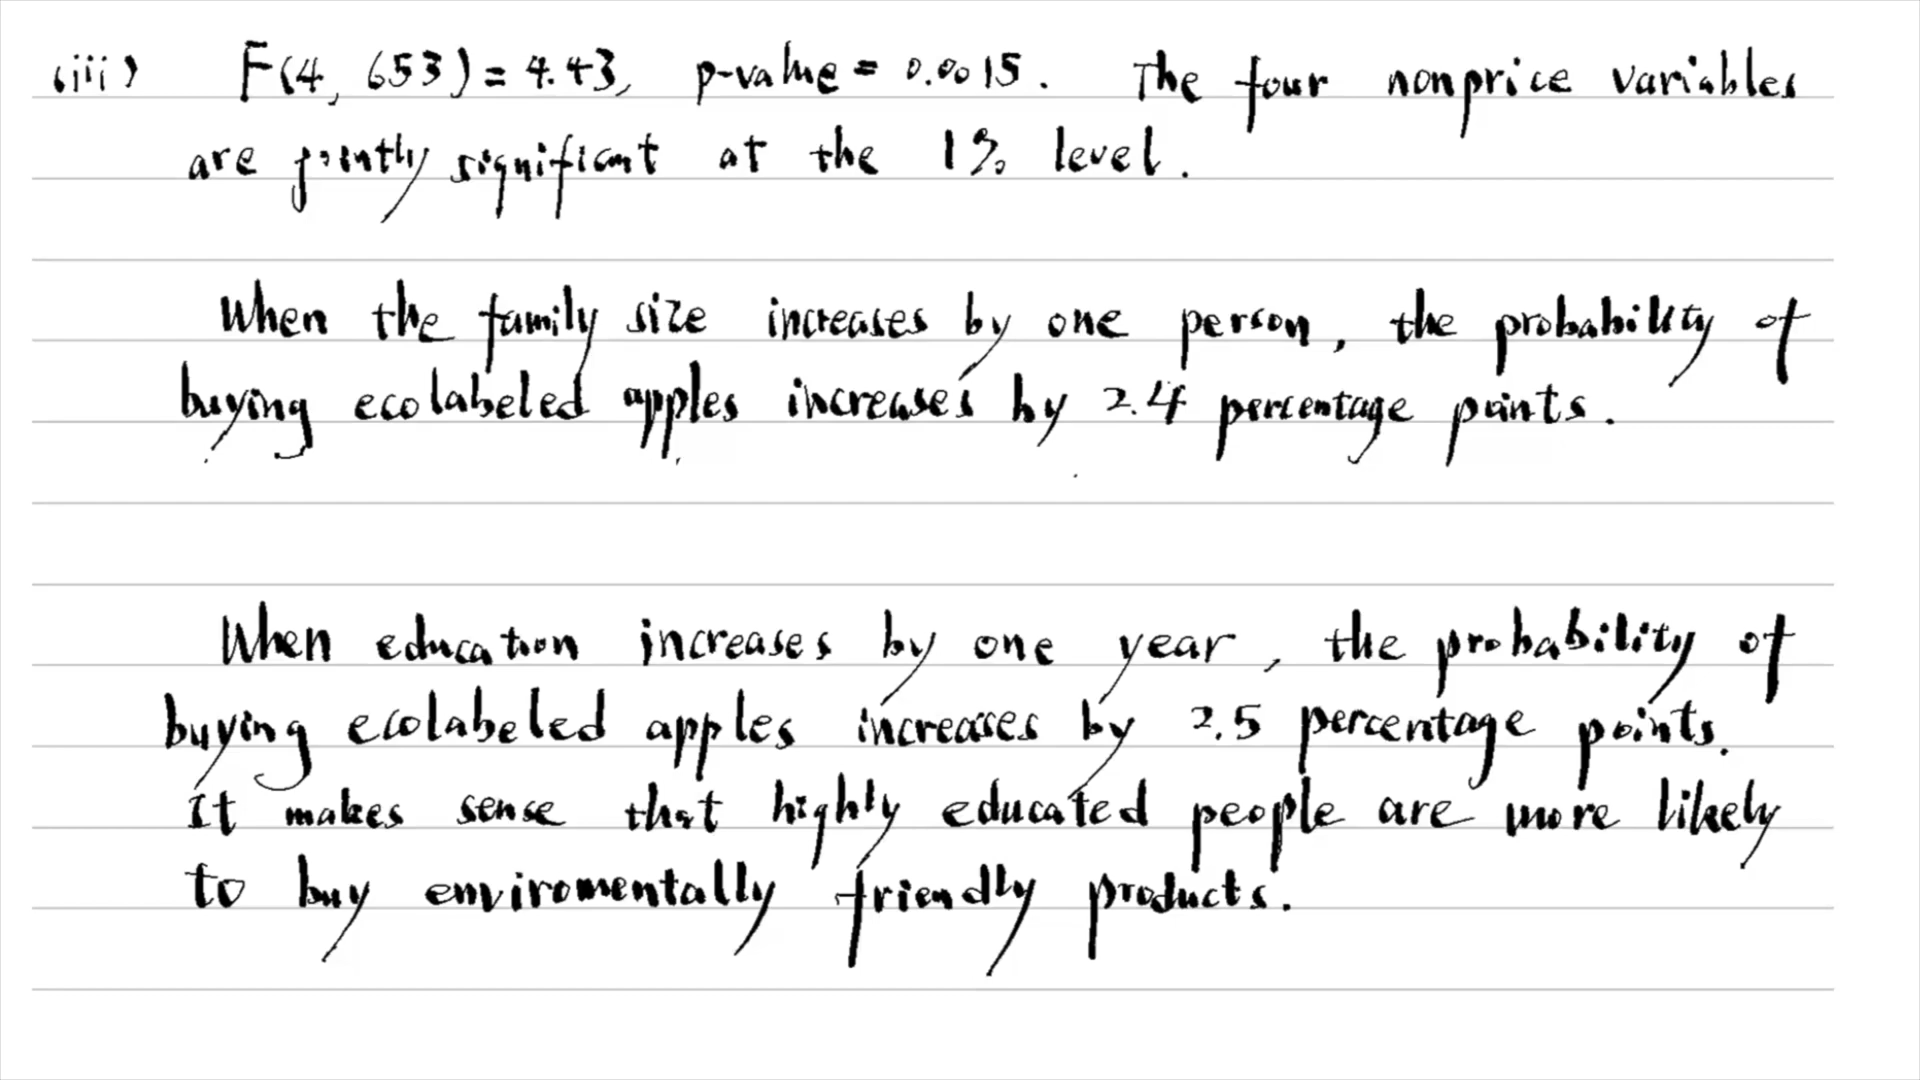 (iii) F(4, 653) = 4.43, p-value = 0.0015. The four nonprice variables
are jointly significant at the 1% level.
When the family size increases by one person, the probability of
buying ecolabeled apples increases by 2.4 percentage points.
When education increases by one year, the probability of
buying ecolabeled apples increases by 2.5 percentage points.
It makes sense that highly educated people are more likely
to buy enviromentally friendly products.